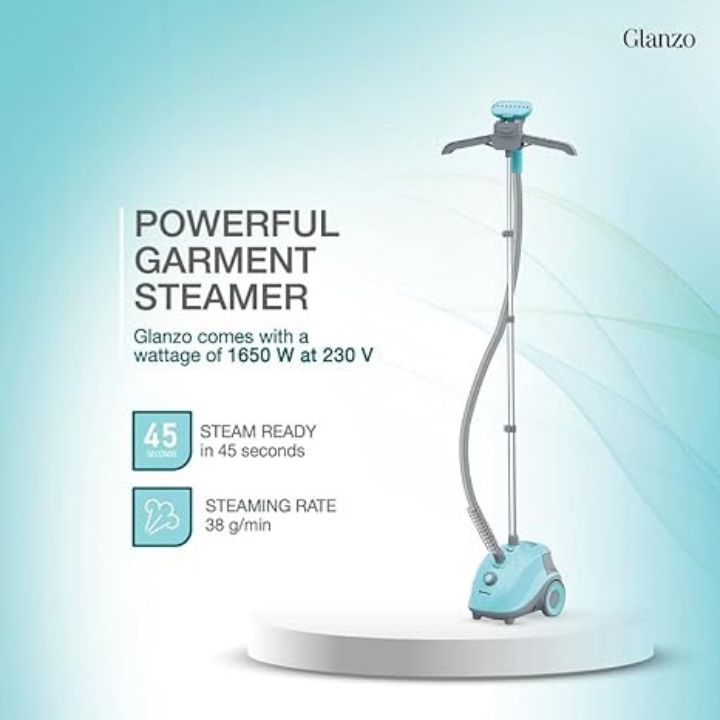 Glanzo
POWERFUL
GARMENT
STEAMER
Glanzo comes with a
wattage of 1650 W at 230 V
45
SECONDS
STEAM READY
in 45 seconds
STEAMING RATE
38 g/min